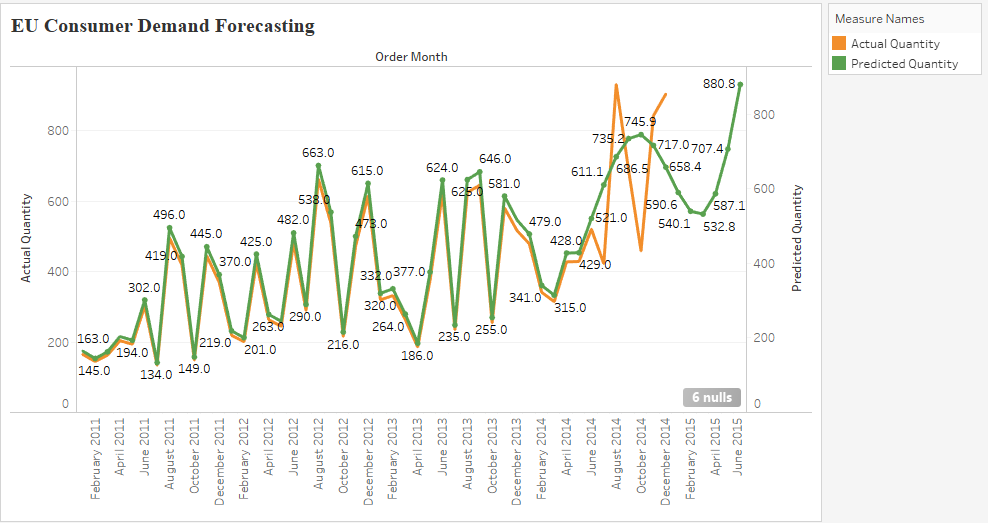 EU Consumer Demand Forecasting
Order Month
Measure Names
Actual Quantity
Predicted Quantity
Actual Quantity
800
600
400
200
0
163.0
145.0
194.0
302.0
134.0
496.0
419.0
149.0
445.0
370.0
219.0
201.0
425.0
263.0
482.0
290.0
663.0
538.0
216.0
615.0
473.0
320.0
332.0
264.0
186.0
377.0
624.0
235.0
625.0
646.0
255.0
581.0
479.0
341.0
315.0
428.0
429.0
521.0
611.1
735.2
686.5
745.9
717.0
658.4
590.6
540.1
532.8
587.1
707.4
880.8
6 nulls
Predicted Quantity
800
600
400
200
0
February 2011
April 2011
June 2011
August 2011
October 2011
December 2011
February 2012
April 2012
June 2012
August 2012
October 2012
December 2012
February 2013
April 2013
June 2013
August 2013
October 2013
December 2013
February 2014
April 2014
June 2014
August 2014
October 2014
December 2014
February 2015
April 2015
June 2015